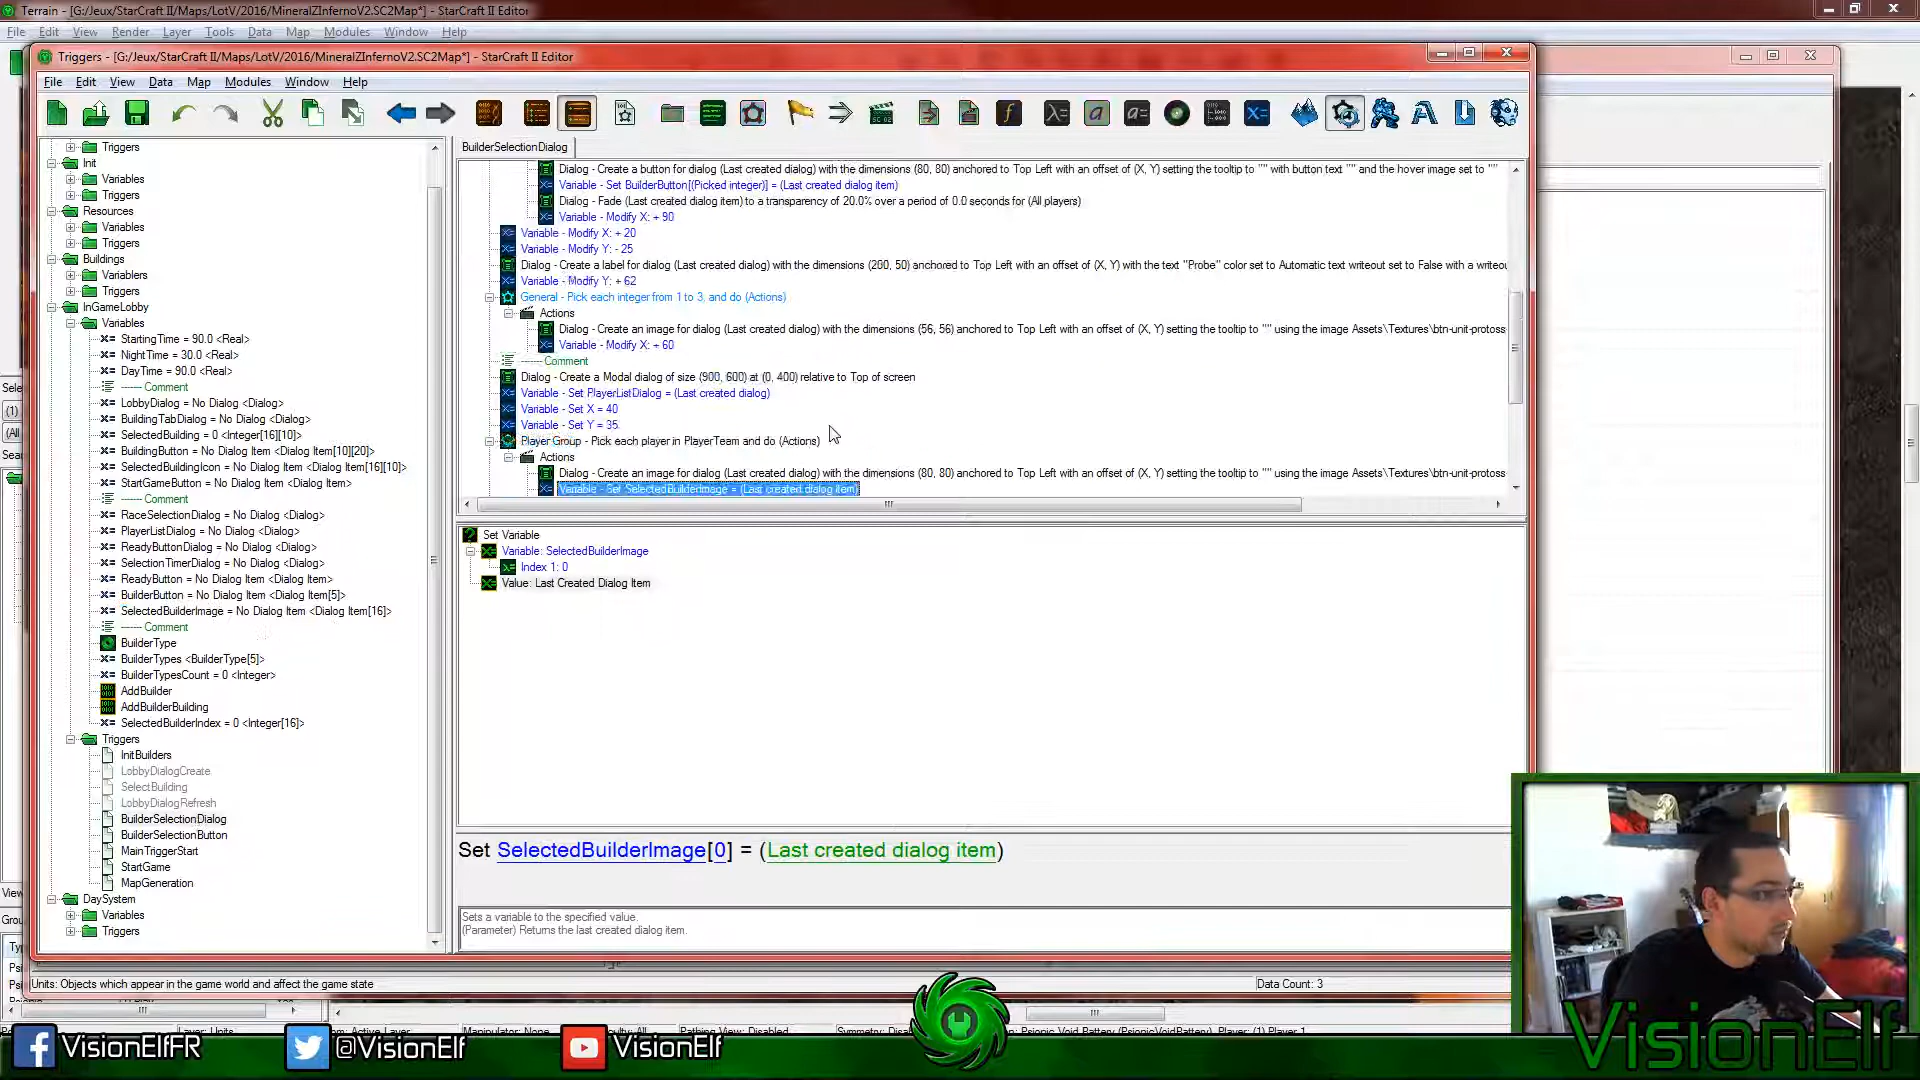 Terrain - [G:/Jeux/StarCraft II/Maps/LotV/2016/MineralZInfernoV2.SC2Map*] - StarCraft II Editor
File Edit View Render Layer Tools Data Map Modules Window Help
Triggers - [G:/Jeux/StarCraft II/Maps/LotV/2016/MineralZInfernoV2.SC2Map*] - StarCraft II Editor
File Edit View Data Map Modules Window Help
Triggers
Init
Variables
Triggers
Resources
Variables
Triggers
Buildings
Variablers
Triggers
InGameLobby
Variables
StartingTime = 90.0 <Real>
NightTime = 30.0 <Real>
DayTime = 90.0 <Real>
------- Comment
LobbyDialog = No Dialog <Dialog>
BuildingTabDialog = No Dialog <Dialog>
SelectedBuilding = 0 <Integer[16][10]>
BuildingButton = No Dialog Item <Dialog Item[10][20]>
SelectedBuildingIcon = No Dialog Item <Dialog Item[16][10]>
StartGameButton = No Dialog Item <Dialog Item>
------- Comment
RaceSelectionDialog = No Dialog <Dialog>
PlayerListDialog = No Dialog <Dialog>
ReadyButtonDialog = No Dialog <Dialog>
SelectionTimerDialog = No Dialog <Dialog>
ReadyButton = No Dialog Item <Dialog Item>
BuilderButton = No Dialog Item <Dialog Item[5]>
SelectedBuilderImage = No Dialog Item <Dialog Item[16]>
------- Comment
BuilderType
BuilderTypes <BuilderType[5]>
BuilderTypesCount = 0 <Integer>
AddBuilder
AddBuilderBuilding
SelectedBuilderIndex = 0 <Integer[16]>
Triggers
InitBuilders
LobbyDialogCreate
SelectBuilding
LobbyDialogRefresh
BuilderSelectionDialog
BuilderSelectionButton
MainTriggerStart
StartGame
MapGeneration
DaySystem
Variables
Triggers
BuilderSelectionDialog
Dialog - Create a button for dialog (Last created dialog) with the dimensions (80, 80) anchored to Top Left with an offset of (X, Y) setting the tooltip to "" with button text "" and the hover image set to ""
Variable - Set BuilderButton[(Picked integer)] = (Last created dialog item)
Dialog - Fade (Last created dialog item) to a transparency of 20.0% over a period of 0.0 seconds for (All players)
Variable - Modify X: + 90
Variable - Modify X: + 20
Variable - Modify Y: - 25
Dialog - Create a label for dialog (Last created dialog) with the dimensions (200, 50) anchored to Top Left with an offset of (X, Y) with the text "Probe" color set to Automatic text writeout set to False with a writeou
Variable - Modify Y: + 62
General - Pick each integer from 1 to 3, and do (Actions)
Actions
Dialog - Create an image for dialog (Last created dialog) with the dimensions (56, 56) anchored to Top Left with an offset of (X, Y) setting the tooltip to "" using the image Assets\Textures\btn-unit-protoss
Variable - Modify X: + 60
------- Comment
Dialog - Create a Modal dialog of size (900, 600) at (0, 400) relative to Top of screen
Variable - Set PlayerListDialog = (Last created dialog)
Variable - Set X = 40
Variable - Set Y = 35
Player Group - Pick each player in PlayerTeam and do (Actions)
Actions
Dialog - Create an image for dialog (Last created dialog) with the dimensions (80, 80) anchored to Top Left with an offset of (X, Y) setting the tooltip to "" using the image Assets\Textures\btn-unit-protoss
Variable - Set SelectedBuilderImage = (Last created dialog item)
Set Variable
Variable: SelectedBuilderImage
Index 1: 0
Value: Last Created Dialog Item
Set SelectedBuilderImage[0] = (Last created dialog item)
Sets a variable to the specified value.
(Parameter) Returns the last created dialog item.
Units: Objects which appear in the game world and affect the game state
Data Count: 3
VisionElfFR
@VisionElf
VisionElf
VisionElf